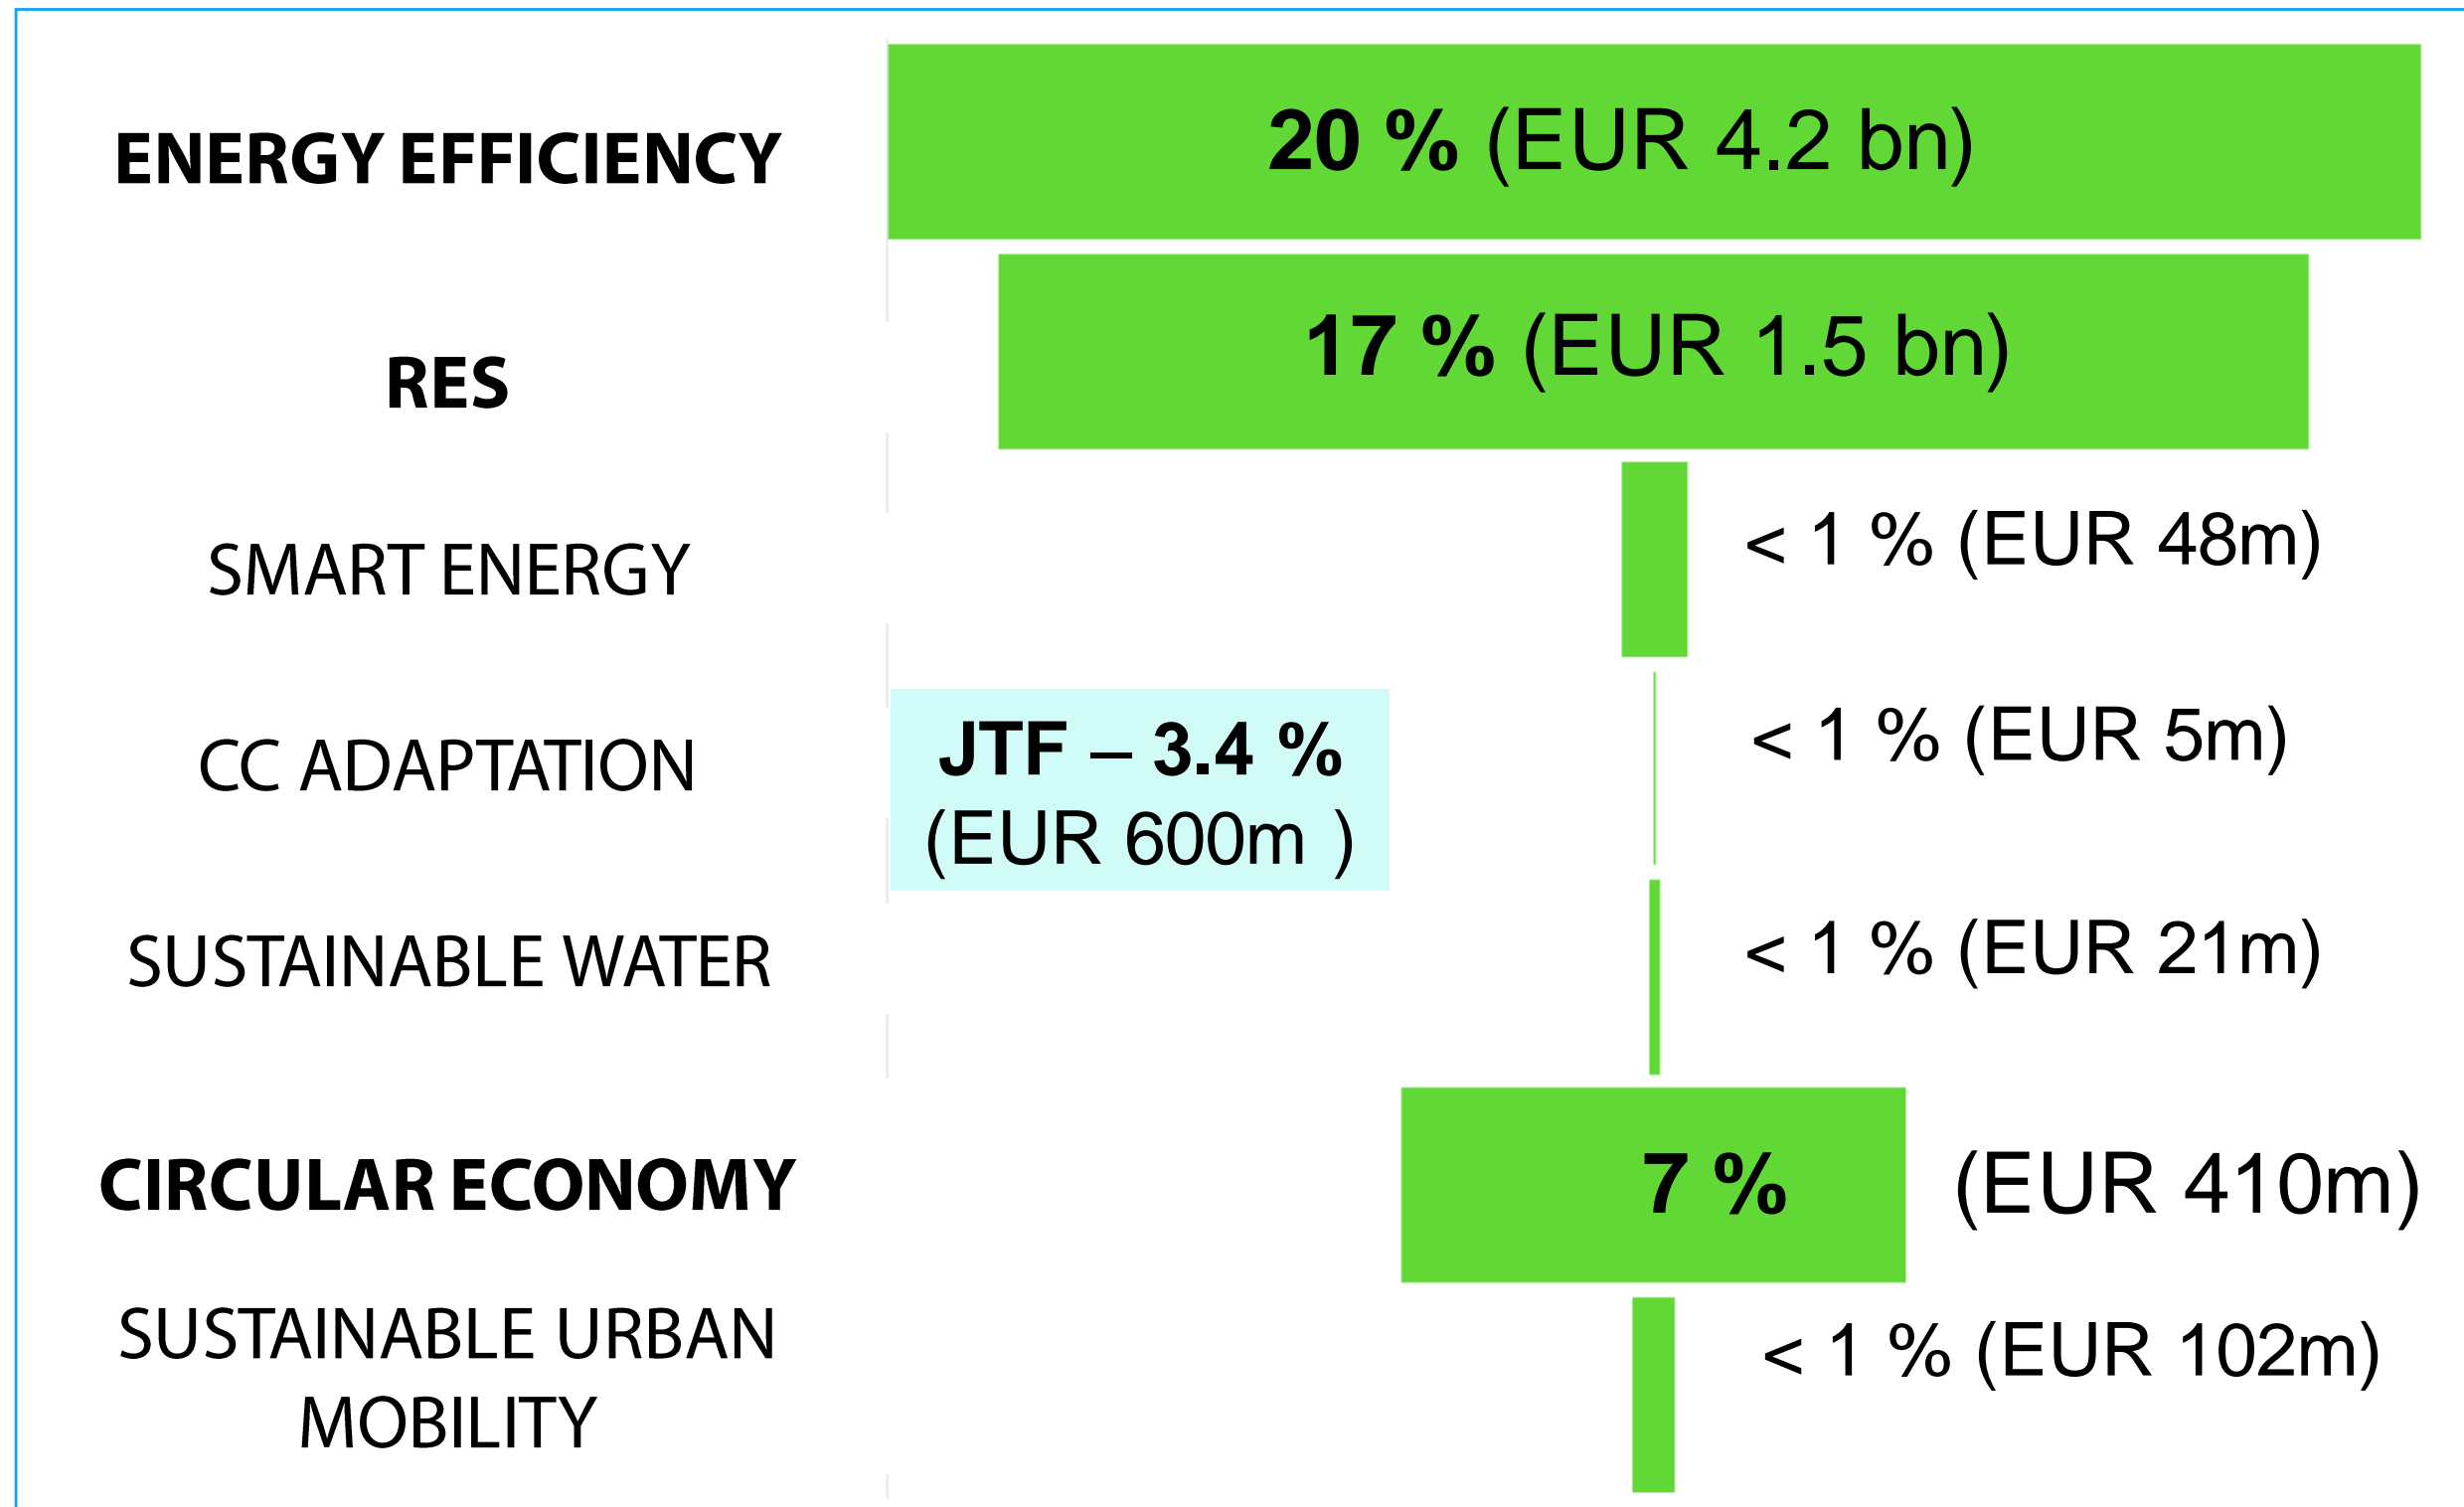 ENERGY EFFICIENCY
20 % (EUR 4.2 bn)
RES
17 % (EUR 1.5 bn)
SMART ENERGY
< 1 % (EUR 48m)
CC ADAPTATION
JTF – 3.4 %
(EUR 600m )
< 1 % (EUR 5m)
SUSTAINABLE WATER
< 1 % (EUR 21m)
CIRCULAR ECONOMY
7 % (EUR 410m)
SUSTAINABLE URBAN
MOBILITY
< 1 % (EUR 102m)